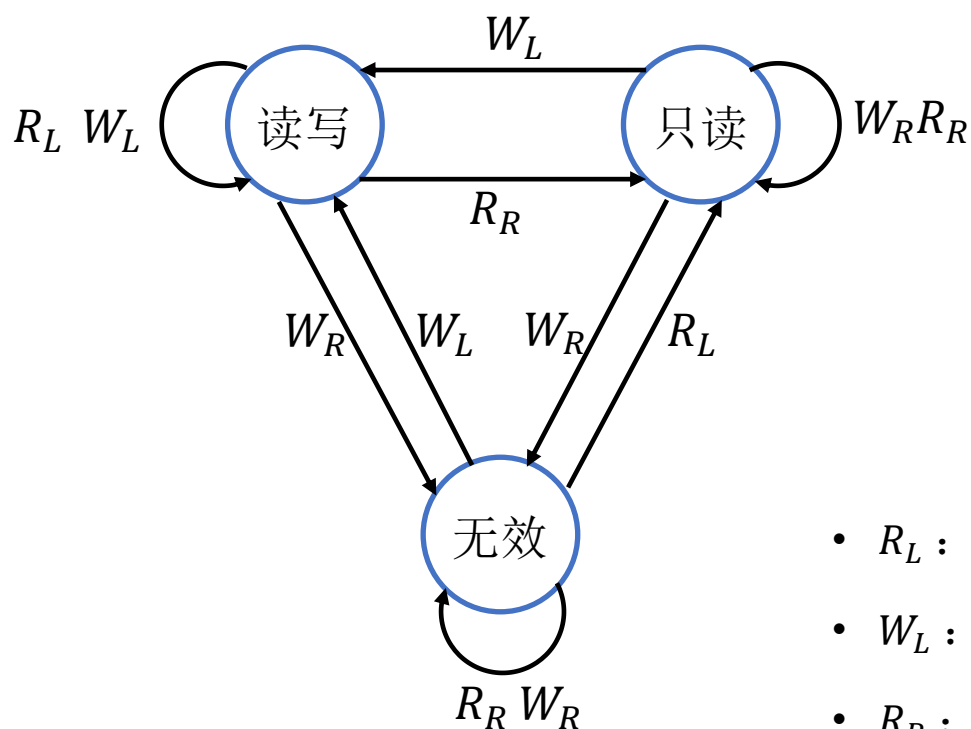 W_L
R_L W_L
读写
只读
W_R R_R
R_R
W_R
W_L
W_R
R_L
无效
• R_L：
• W_L：
R_R W_R
• R_R：